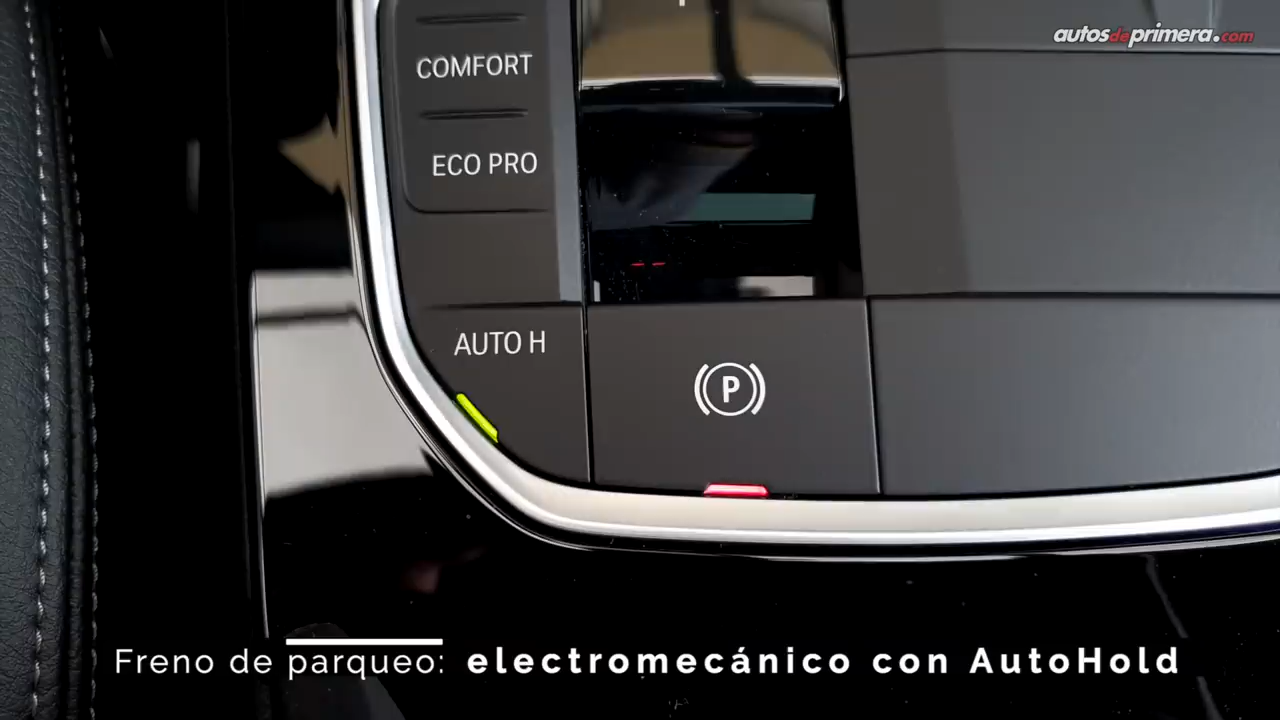 autosdeprimera.com
COMFORT
ECO PRO
AUTO H
P
Freno de parqueo: electromecánico con AutoHold